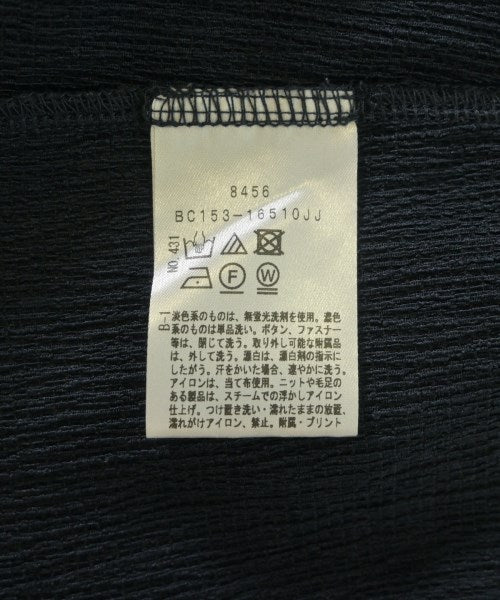 8456
BC153-16510JJ
NO.431
F W
B-1
淡色系のものは、無蛍光洗剤を使用。濃色
系のものは単品洗い。ボタン、ファスナー
等は、閉じて洗う。取り外し可能な附属品
は、外して洗う。漂白は、漂白剤の指示に
したがう。汗をかいた場合、速やかに洗う。
アイロンは、当て布使用。ニットや毛足の
ある製品は、スチームでの浮かしアイロン
仕上げ。つけ置き洗い・濡れたままの放置、
濡れがけアイロン、禁止。附属・プリント